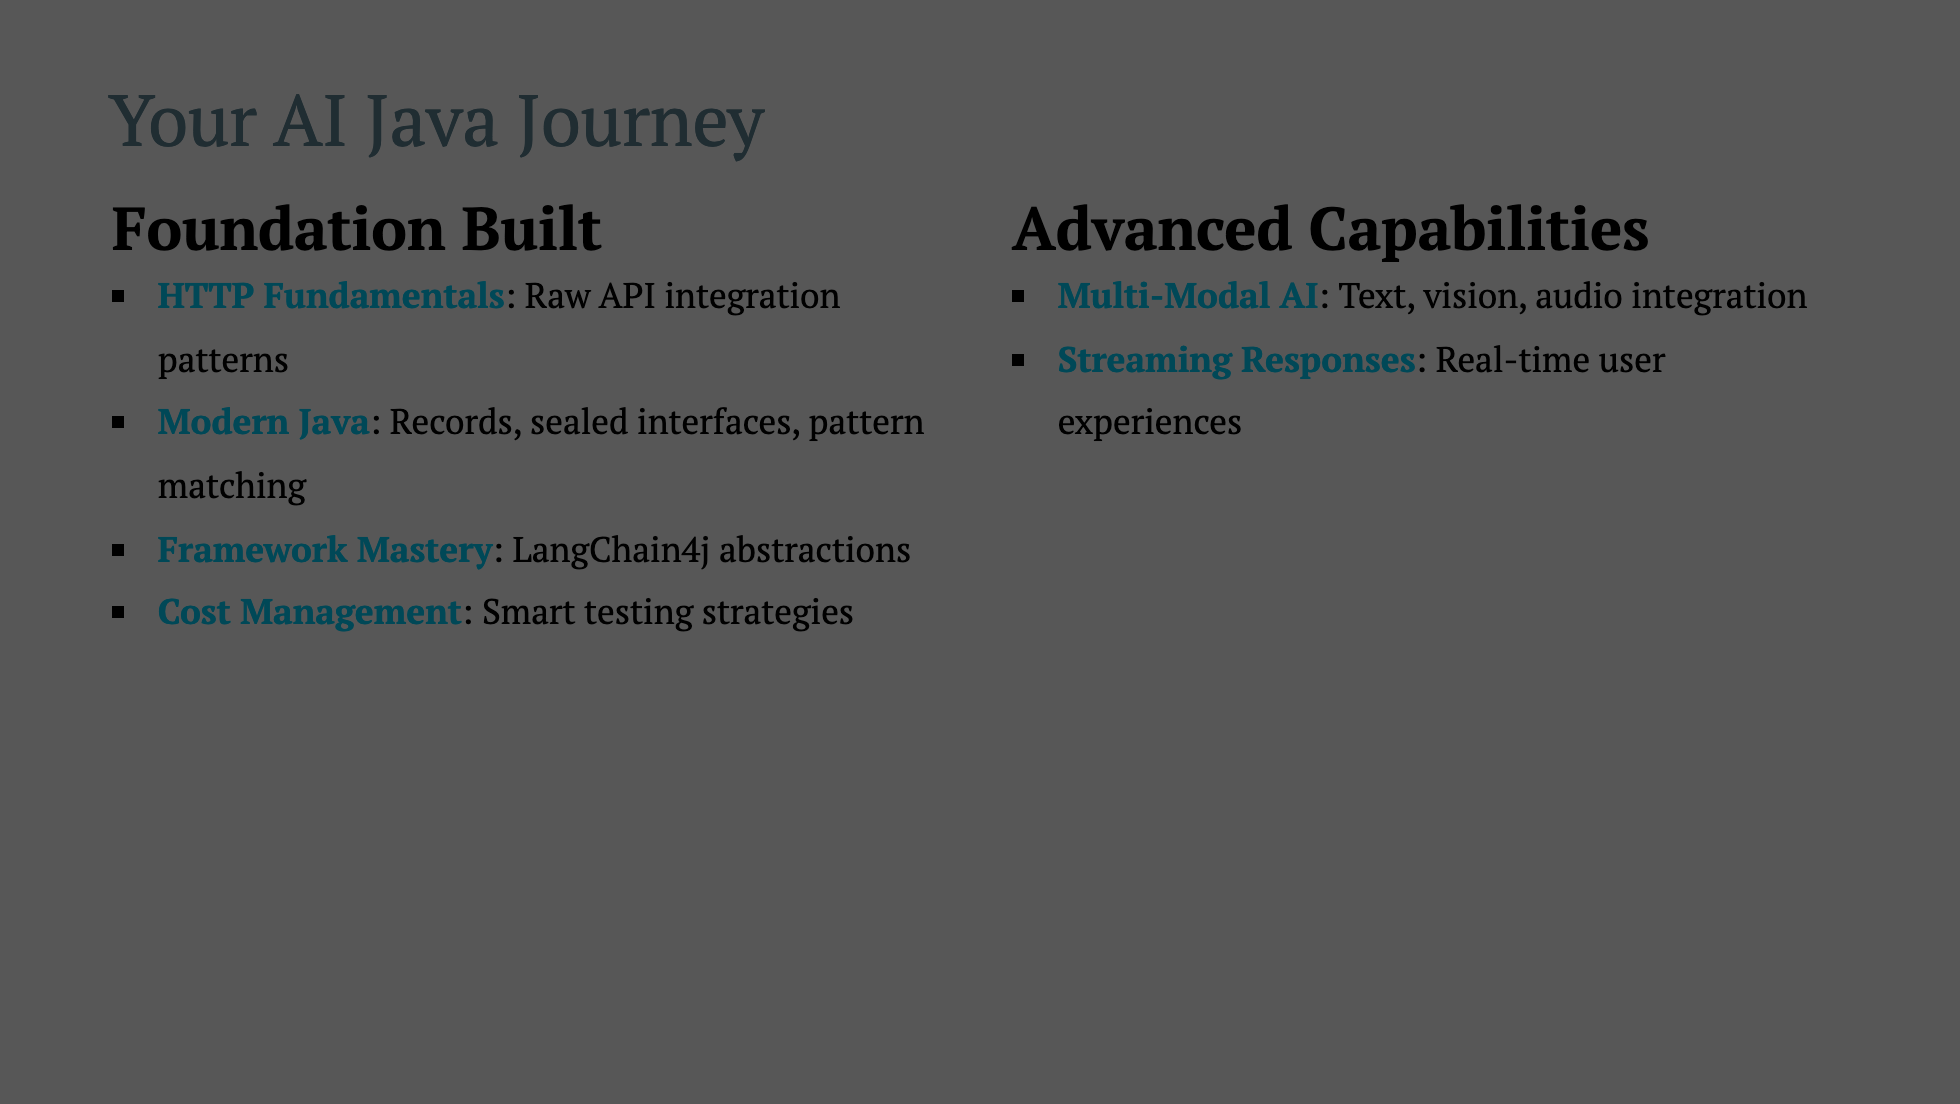 Your AI Java Journey
Foundation Built
HTTP Fundamentals: Raw API integration
patterns
Modern Java: Records, sealed interfaces, pattern
matching
Framework Mastery: LangChain4j abstractions
Cost Management: Smart testing strategies
Advanced Capabilities
Multi-Modal AI: Text, vision, audio integration
Streaming Responses: Real-time user
experiences